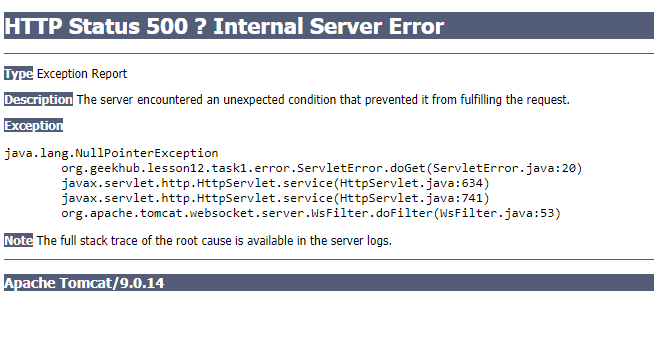 HTTP Status 500 ? Internal Server Error
Type Exception Report
Description The server encountered an unexpected condition that prevented it from fulfilling the request.
Exception
java.lang.NullPointerException
org.geekhub.lesson12.task1.error.ServletError.doGet(ServletError.java:20)
javax.servlet.http.HttpServlet.service(HttpServlet.java:634)
javax.servlet.http.HttpServlet.service(HttpServlet.java:741)
org.apache.tomcat.websocket.server.WsFilter.doFilter(WsFilter.java:53)
Note The full stack trace of the root cause is available in the server logs.
Apache Tomcat/9.0.14